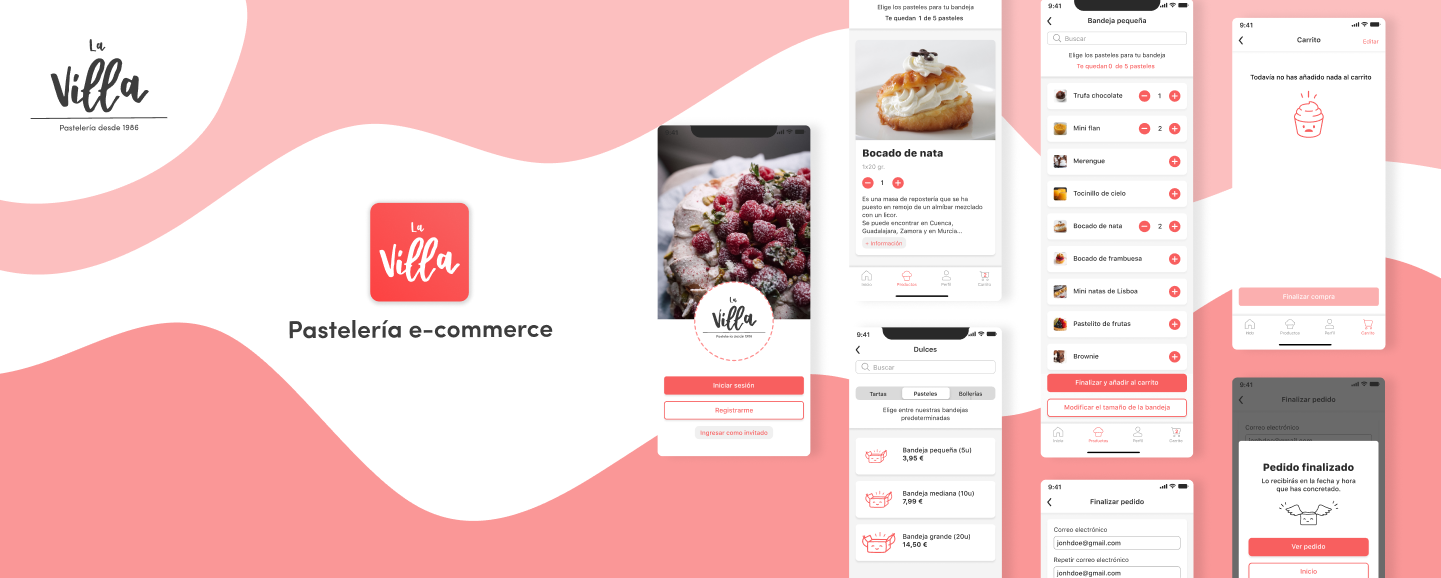 La
Villa
Pastelería desde 1986
La
Villa
Pastelería e-commerce
9:41
La
Villa
Pastelería desde 1986
Iniciar sesión
Registrarme
Ingresar como invitado
Elige los pasteles para tu bandeja
Te quedan 1 de 5 pasteles
Bocado de nata
1x20 gr.
1
Es una masa de repostería que se ha
puesto en remojo de un almíbar mezclado
con un licor.
Se puede encontrar en Cuenca,
Guadalajara, Zamora y en Murcia...
+ Información
Inicio
Productos
Perfil
Carrito
9:41
Dulces
Buscar
Tartas
Pasteles
Bollerías
Elige entre nuestras bandejas
predeterminadas
Bandeja pequeña (5u)
3,95 €
Bandeja mediana (10u)
7,99 €
Bandeja grande (20u)
14,50 €
9:41
Bandeja pequeña
Buscar
Elige los pasteles para tu bandeja
Te quedan 0 de 5 pasteles
Trufa chocolate
1
Mini flan
2
Merengue
Tocinillo de cielo
Bocado de nata
2
Bocado de frambuesa
Mini natas de Lisboa
Pastelito de frutas
Brownie
Finalizar y añadir al carrito
Modificar el tamaño de la bandeja
Inicio
Productos
Perfil
Carrito
9:41
Finalizar pedido
Correo electrónico
jonhdoe@gmail.com
Repetir correo electrónico
jonhdoe@gmail.com
9:41
Carrito
Editar
Todavía no has añadido nada al carrito
Finalizar compra
Productos
Perfil
Carrito
9:41
Finalizar pedido
Correo electrónico
jonhdoe@gmail.com
Pedido finalizado
Lo recibirás en la fecha y hora
que has concretado.
Ver pedido
Inicio